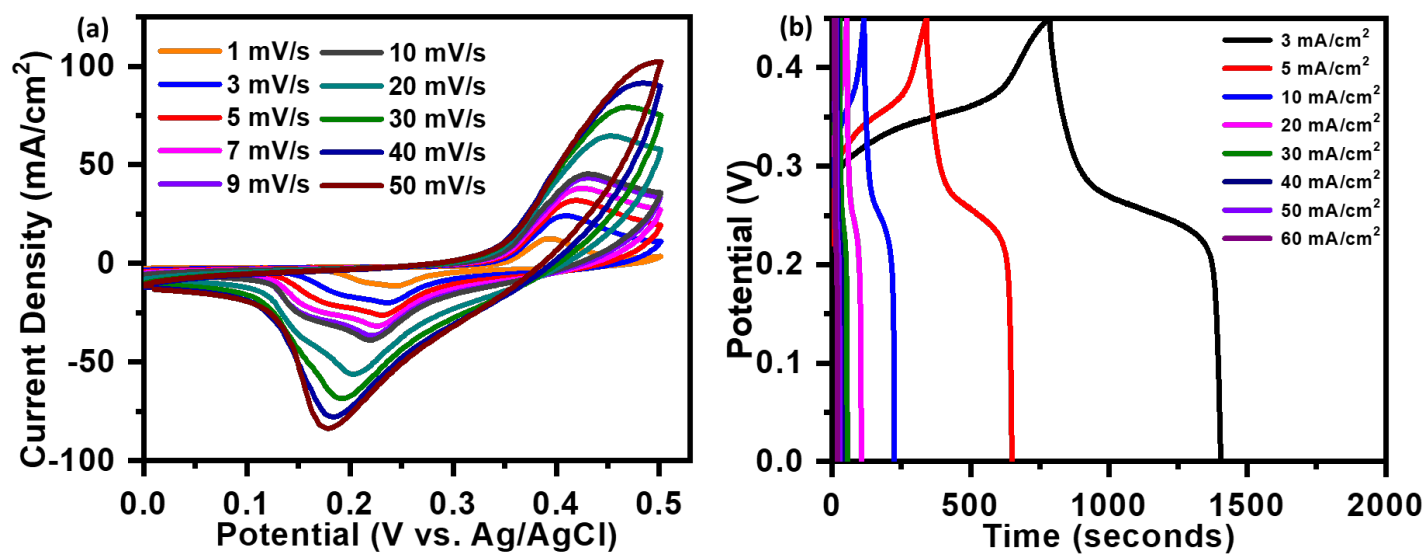 (a)
1 mV/s
3 mV/s
5 mV/s
7 mV/s
9 mV/s
10 mV/s
20 mV/s
30 mV/s
40 mV/s
50 mV/s
Current Density (mA/cm²)
100
50
0
-50
-100
0.0 0.1 0.2 0.3 0.4 0.5
Potential (V vs. Ag/AgCl)
(b)
3 mA/cm²
5 mA/cm²
10 mA/cm²
20 mA/cm²
30 mA/cm²
40 mA/cm²
50 mA/cm²
60 mA/cm²
Potential (V)
0.4
0.3
0.2
0.1
0.0
0 500 1000 1500 2000
Time (seconds)